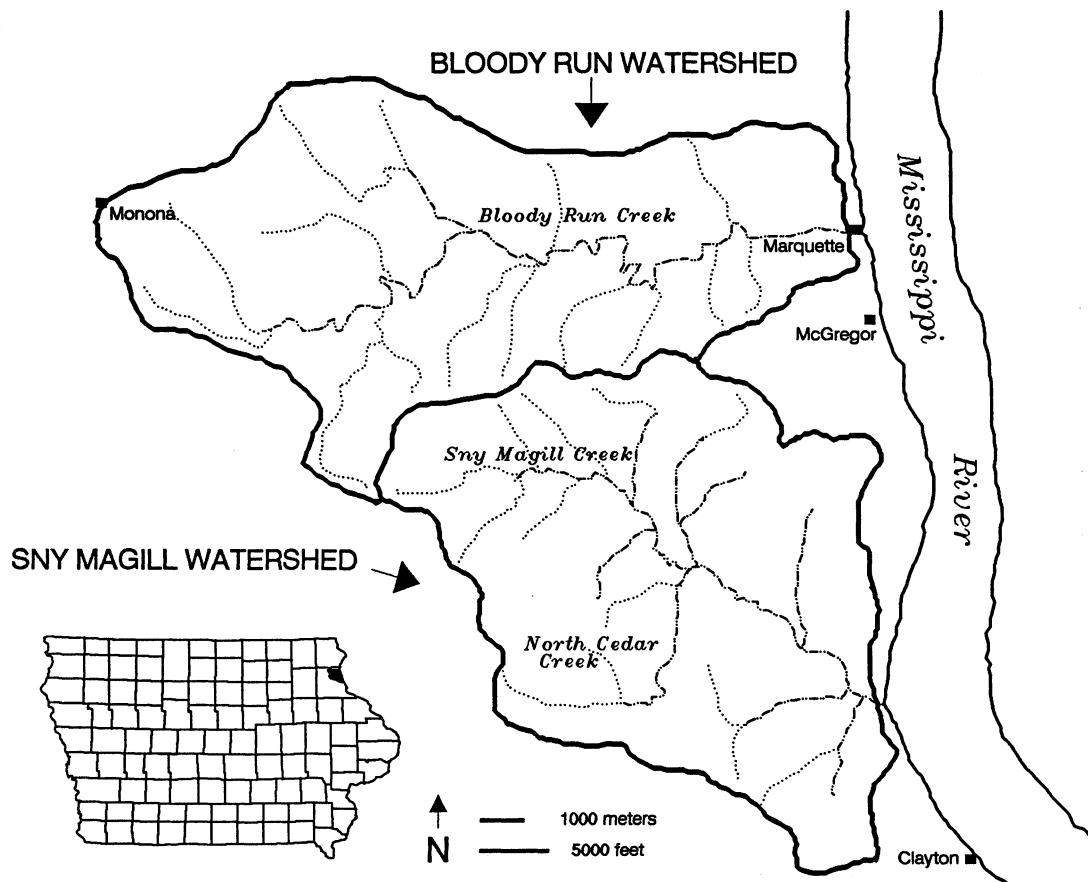 BLOODY RUN WATERSHED
Mississippi
Monona
Bloody Run Creek
Marquette
McGregor
Sny Magill Creek
River
SNY MAGILL WATERSHED
North Cedar
Creek
N
1000 meters
5000 feet
Clayton